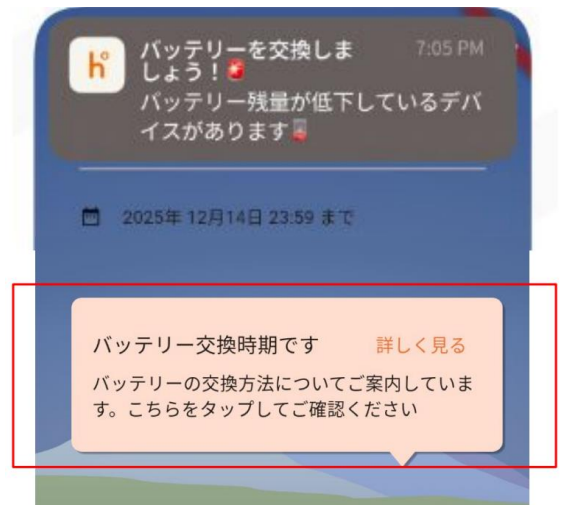 h°
バッテリーを交換しま 7:05 PM
しょう！🚨
バッテリー残量が低下しているデバ
イスがあります🪫
2025年 12月14日 23:59 まで
バッテリー交換時期です 詳しく見る
バッテリーの交換方法についてご案内していま
す。こちらをタップしてご確認ください